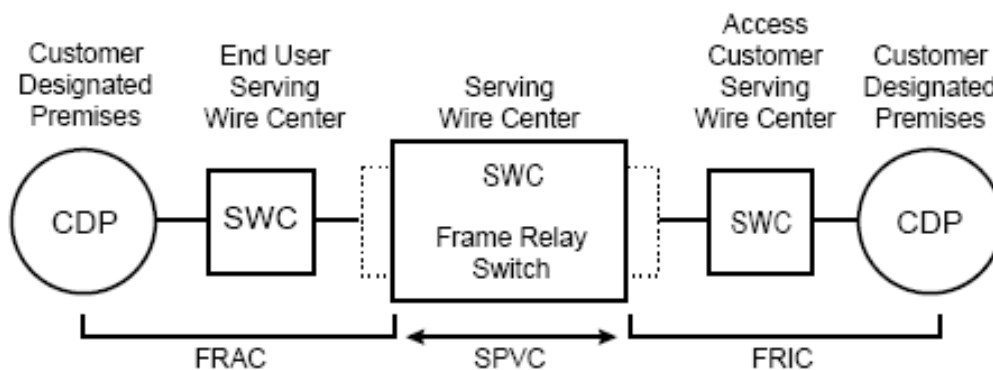 Customer
Designated
Premises
End User
Serving
Wire Center
Serving
Wire Center
Access
Customer
Serving
Wire Center
Customer
Designated
Premises
CDP
SWC
SWC
Frame Relay
Switch
SWC
CDP
FRAC
SPVC
FRIC